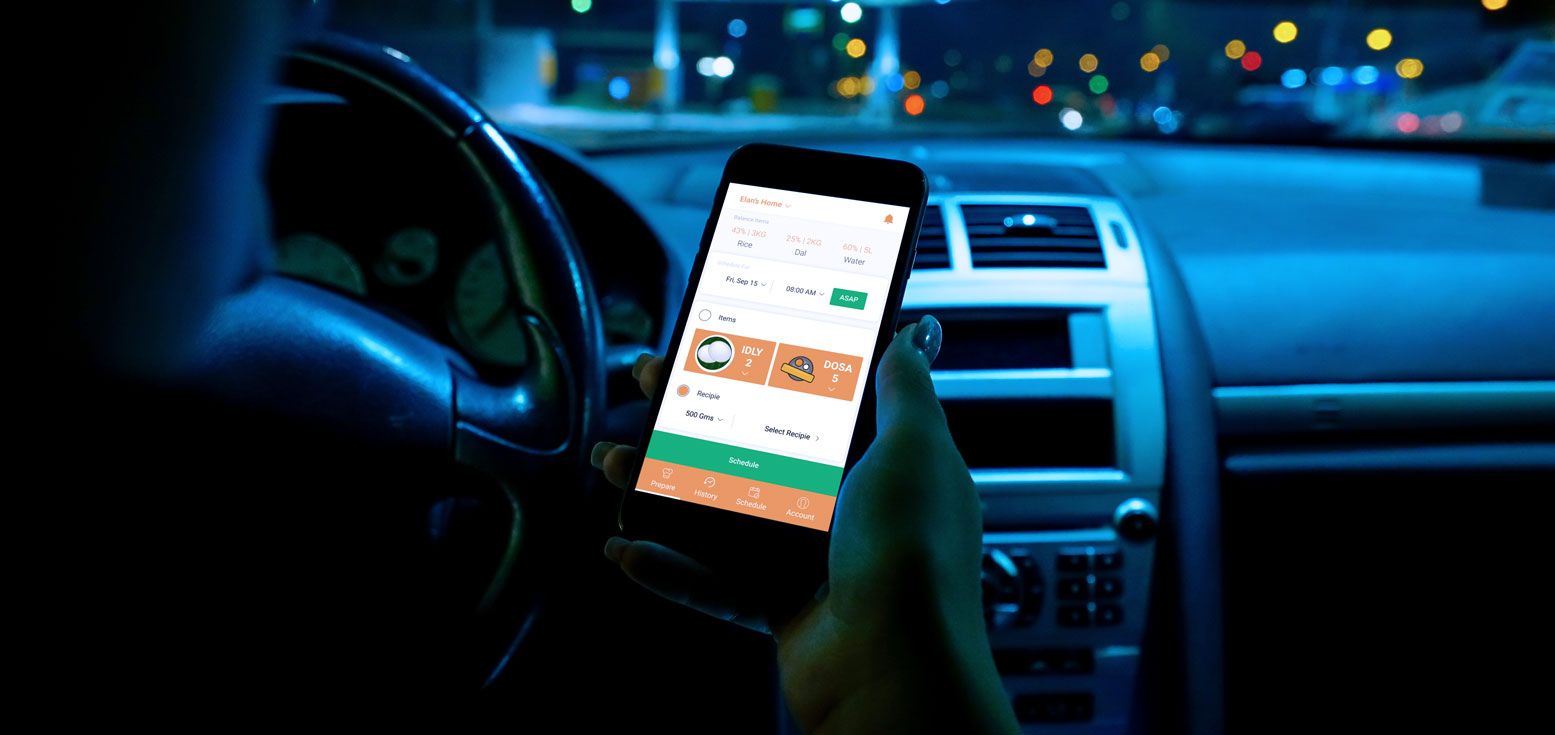 Elan's Home
Balance Items
43% | 3KG
Rice
25% | 2KG
Dal
60% | 5L
Water
Schedule For
Fri, Sep 15
08:00 AM
ASAP
Items
IDLY
2
DOSA
5
Recipie
500 Gms
Select Recipie
Schedule
Prepare
History
Schedule
Account